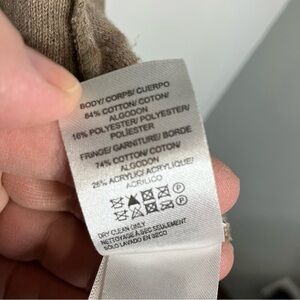 BODY/ CORPS/ CUERPO
84% COTTON/ COTON/
ALGODON
16% POLYESTER/ POLYESTER/
POLIESTER
FRINGE/ GARNITURE/ BORDE
74% COTTON/ COTON/
ALGODON
26% ACRYLIC/ ACRYLIQUE/
ACRILICO
DRY CLEAN ONLY
NETTOYAGE À SEC SEULEMENT
SOLO LAVADO EN SECO